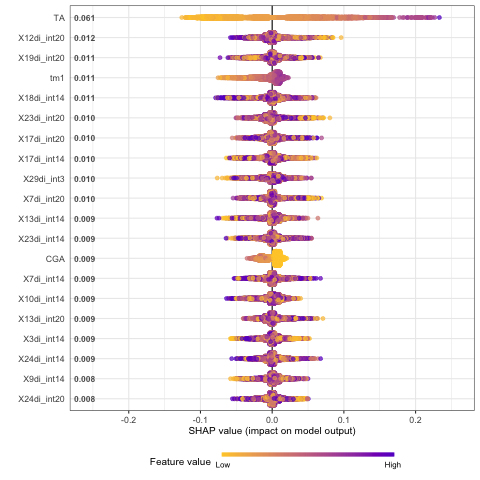 TA 0.061
X12di_int20 0.012
X19di_int20 0.011
tm1 0.011
X18di_int14 0.011
X23di_int20 0.010
X17di_int20 0.010
X17di_int14 0.010
X29di_int3 0.010
X7di_int20 0.010
X13di_int14 0.009
X23di_int14 0.009
CGA 0.009
X7di_int14 0.009
X10di_int14 0.009
X13di_int20 0.009
X3di_int14 0.009
X24di_int14 0.009
X9di_int14 0.008
X24di_int20 0.008
-0.2 -0.1 0.0 0.1 0.2
SHAP value (impact on model output)
Feature value
Low High